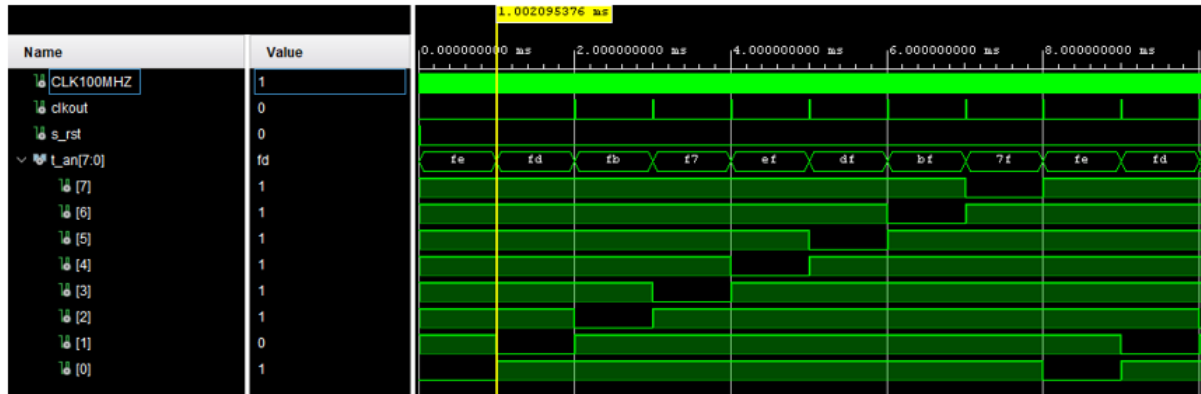 1.002095376 ms
Name Value 0.000000000 ms 2.000000000 ms 4.000000000 ms 6.000000000 ms 8.000000000 ms
CLK100MHZ 1
clkout 0
s_rst 0
t_an[7:0] fd fe fd fb f7 ef df bf 7f fe fd
[7] 1
[6] 1
[5] 1
[4] 1
[3] 1
[2] 1
[1] 0
[0] 1